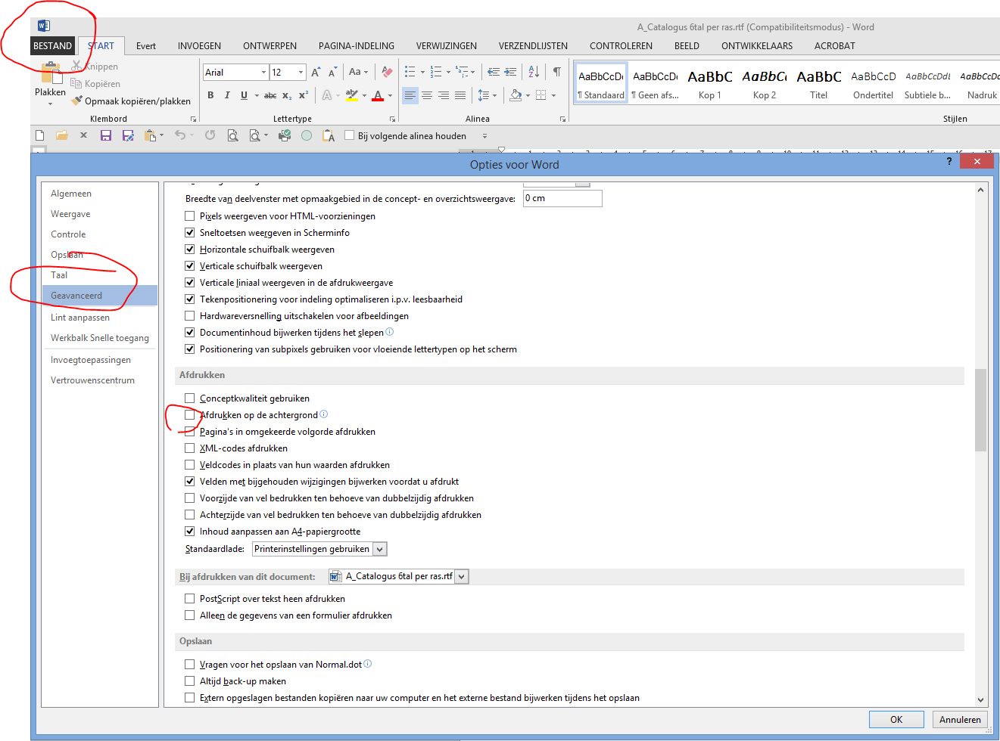 A_Catalogus 6tal per ras.rtf (Compatibiliteitsmodus) - Word
BESTAND START Evert INVOEGEN ONTWERPEN PAGINA-INDELING VERWIJZINGEN VERZENDLIJSTEN CONTROLEREN BEELD ONTWIKKELAARS ACROBAT
Plakken
Knippen
Kopiëren
Opmaak kopiëren/plakken
Klembord
Arial 12 Aa
B I U abc x₂ x² A A
Lettertype
Alinea
AaBbCcDc AaBbCcDc AaBbC AaBbCc AaBbC AaBbCcD AaBbCcDd AaBbCcDc
¶ Standaard ¶ Geen afs... Kop 1 Kop 2 Titel Ondertitel Subtiele b... Nadruk
Stijlen
Bij volgende alinea houden
Opties voor Word
Algemeen
Weergave
Controle
Opslaan
Taal
Geavanceerd
Lint aanpassen
Werkbalk Snelle toegang
Invoegtoepassingen
Vertrouwenscentrum
Breedte van deelvenster met opmaakgebied in de concept- en overzichtsweergave: 0 cm
Pixels weergeven voor HTML-voorzieningen
Sneltoetsen weergeven in Scherminfo
Horizontale schuifbalk weergeven
Verticale schuifbalk weergeven
Verticale liniaal weergeven in de afdrukweergave
Tekenpositionering voor indeling optimaliseren i.p.v. leesbaarheid
Hardwareversnelling uitschakelen voor afbeeldingen
Documentinhoud bijwerken tijdens het slepen
Positionering van subpixels gebruiken voor vloeiende lettertypen op het scherm
Afdrukken
Conceptkwaliteit gebruiken
Afdrukken op de achtergrond
Pagina's in omgekeerde volgorde afdrukken
XML-codes afdrukken
Veldcodes in plaats van hun waarden afdrukken
Velden met bijgehouden wijzigingen bijwerken voordat u afdrukt
Voorzijde van vel bedrukken ten behoeve van dubbelzijdig afdrukken
Achterzijde van vel bedrukken ten behoeve van dubbelzijdig afdrukken
Inhoud aanpassen aan A4-papiergrootte
Standaardlade: Printerinstellingen gebruiken
Bij afdrukken van dit document: A_Catalogus 6tal per ras.rtf
PostScript over tekst heen afdrukken
Alleen de gegevens van een formulier afdrukken
Opslaan
Vragen voor het opslaan van Normal.dot
Altijd back-up maken
Extern opgeslagen bestanden kopiëren naar uw computer en het externe bestand bijwerken tijdens het opslaan
OK Annuleren